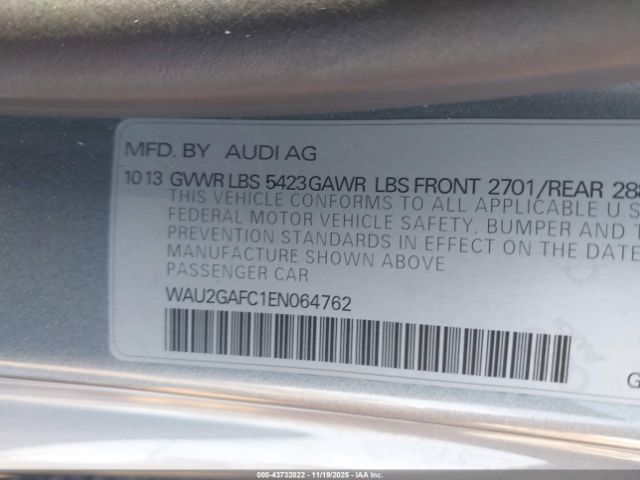 MFD. BY AUDI AG
10 13 GVWR LBS 5423 GAWR LBS FRONT 2701/REAR 288
THIS VEHICLE CONFORMS TO ALL APPLICABLE U.S
FEDERAL MOTOR VEHICLE SAFETY, BUMPER AND T
PREVENTION STANDARDS IN EFFECT ON THE DATE
MANUFACTURE SHOWN ABOVE
PASSENGER CAR
WAU2GAFC1EN064762
G
000-43732822 - 11/19/2025 - IAA Inc.